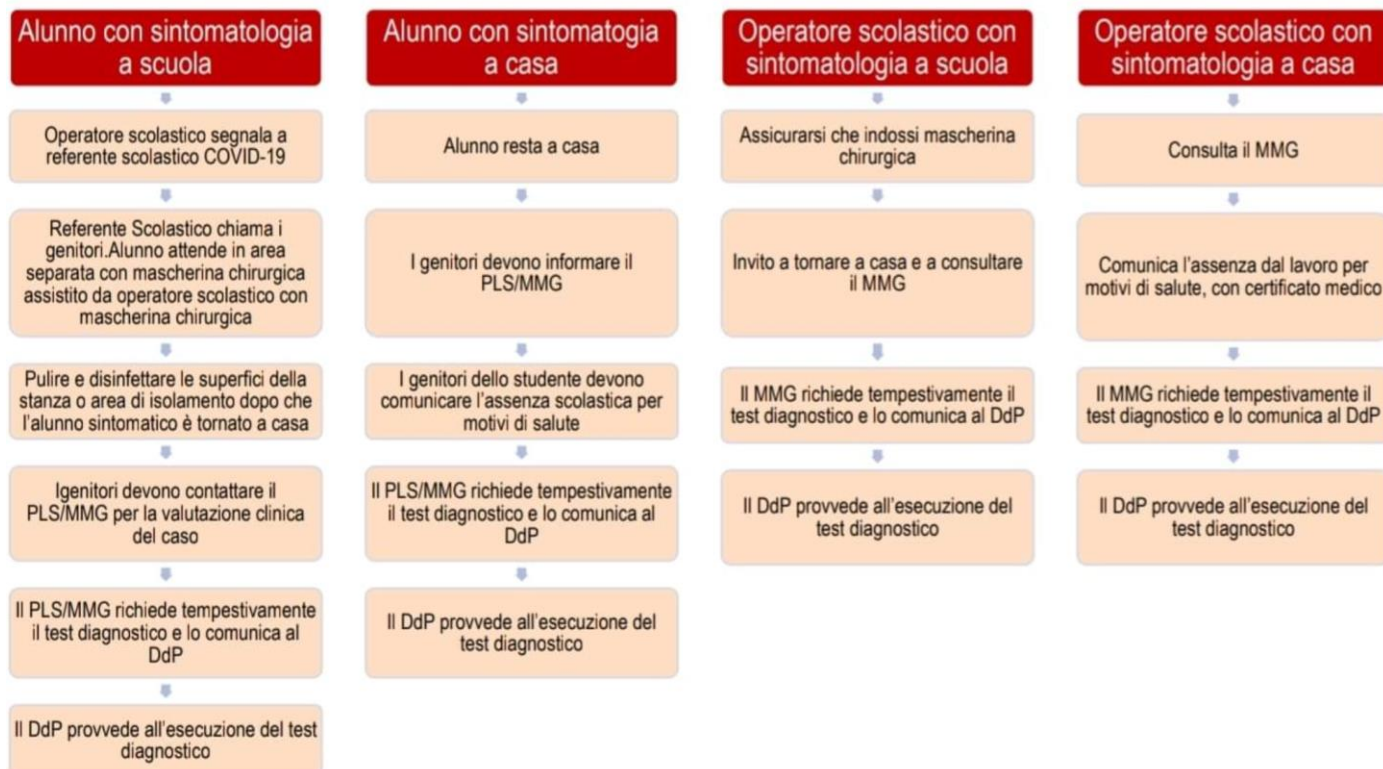 Alunno con sintomatologia
a scuola
Operatore scolastico segnala a
referente scolastico COVID-19
Referente Scolastico chiama i
genitori.Alunno attende in area
separata con mascherina chirurgica
assistito da operatore scolastico con
mascherina chirurgica
Pulire e disinfettare le superfici della
stanza o area di isolamento dopo che
l'alunno sintomatico è tornato a casa
Igenitori devono contattare il
PLS/MMG per la valutazione clinica
del caso
Il PLS/MMG richiede tempestivamente
il test diagnostico e lo comunica al
DdP
Il DdP provvede all'esecuzione del test
diagnostico
Alunno con sintomatogia
a casa
Alunno resta a casa
I genitori devono informare il
PLS/MMG
I genitori dello studente devono
comunicare l'assenza scolastica per
motivi di salute
Il PLS/MMG richiede tempestivamente
il test diagnostico e lo comunica al
DdP
Il DdP provvede all'esecuzione del
test diagnostico
Operatore scolastico con
sintomatologia a scuola
Assicurarsi che indossi mascherina
chirurgica
Invito a tornare a casa e a consultare
il MMG
Il MMG richiede tempestivamente il
test diagnostico e lo comunica al DdP
Il DdP provvede all'esecuzione del
test diagnostico
Operatore scolastico con
sintomatologia a casa
Consulta il MMG
Comunica l'assenza dal lavoro per
motivi di salute, con certificato medico
Il MMG richiede tempestivamente il
test diagnostico e lo comunica al DdP
Il DdP provvede all'esecuzione del
test diagnostico